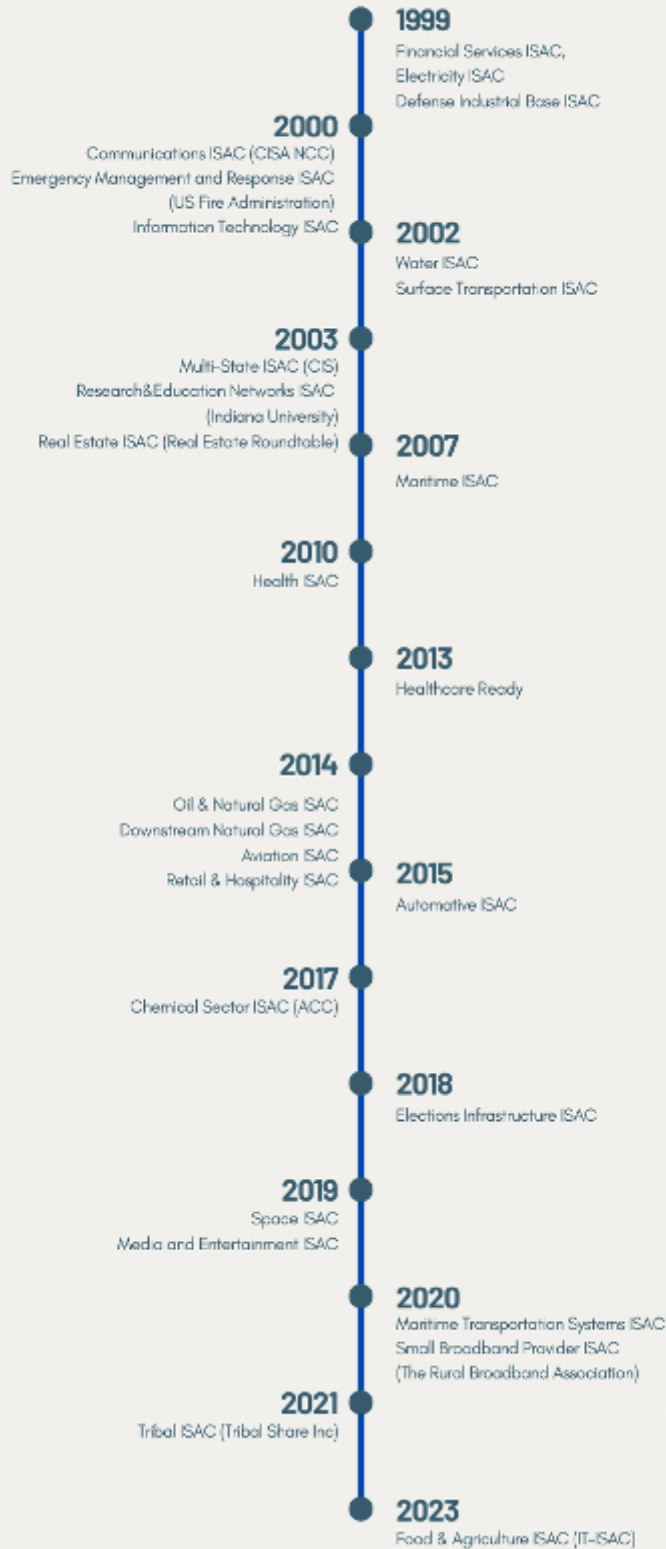 1999
Financial Services ISAC,
Electricity ISAC
Defense Industrial Base ISAC
2000
Communications ISAC (CISA NCC)
Emergency Management and Response ISAC
(US Fire Administration)
Information Technology ISAC
2002
Water ISAC
Surface Transportation ISAC
2003
Multi-State ISAC (CIS)
Research&Education Networks ISAC
(Indiana University)
Real Estate ISAC (Real Estate Roundtable)
2007
Maritime ISAC
2010
Health ISAC
2013
Healthcare Ready
2014
Oil & Natural Gas ISAC
Downstream Natural Gas ISAC
Aviation ISAC
Retail & Hospitality ISAC
2015
Automative ISAC
2017
Chemical Sector ISAC (ACC)
2018
Elections Infrastructure ISAC
2019
Space ISAC
Media and Entertainment ISAC
2020
Maritime Transportation Systems ISAC
Small Broadband Provider ISAC
(The Rural Broadband Association)
2021
Tribal ISAC (Tribal Share Inc)
2023
Food & Agriculture ISAC (IT-ISAC)